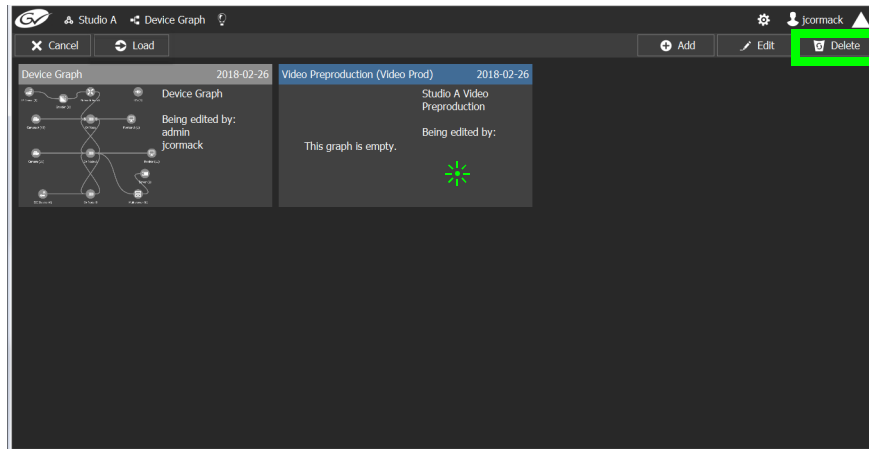 GV Studio A Device Graph jcormack
Cancel Load Add Edit Delete
Device Graph 2018-02-26
Device Graph
Being edited by:
admin
jcormack
Video Preproduction (Video Prod) 2018-02-26
Studio A Video
Preproduction
Being edited by:
This graph is empty.